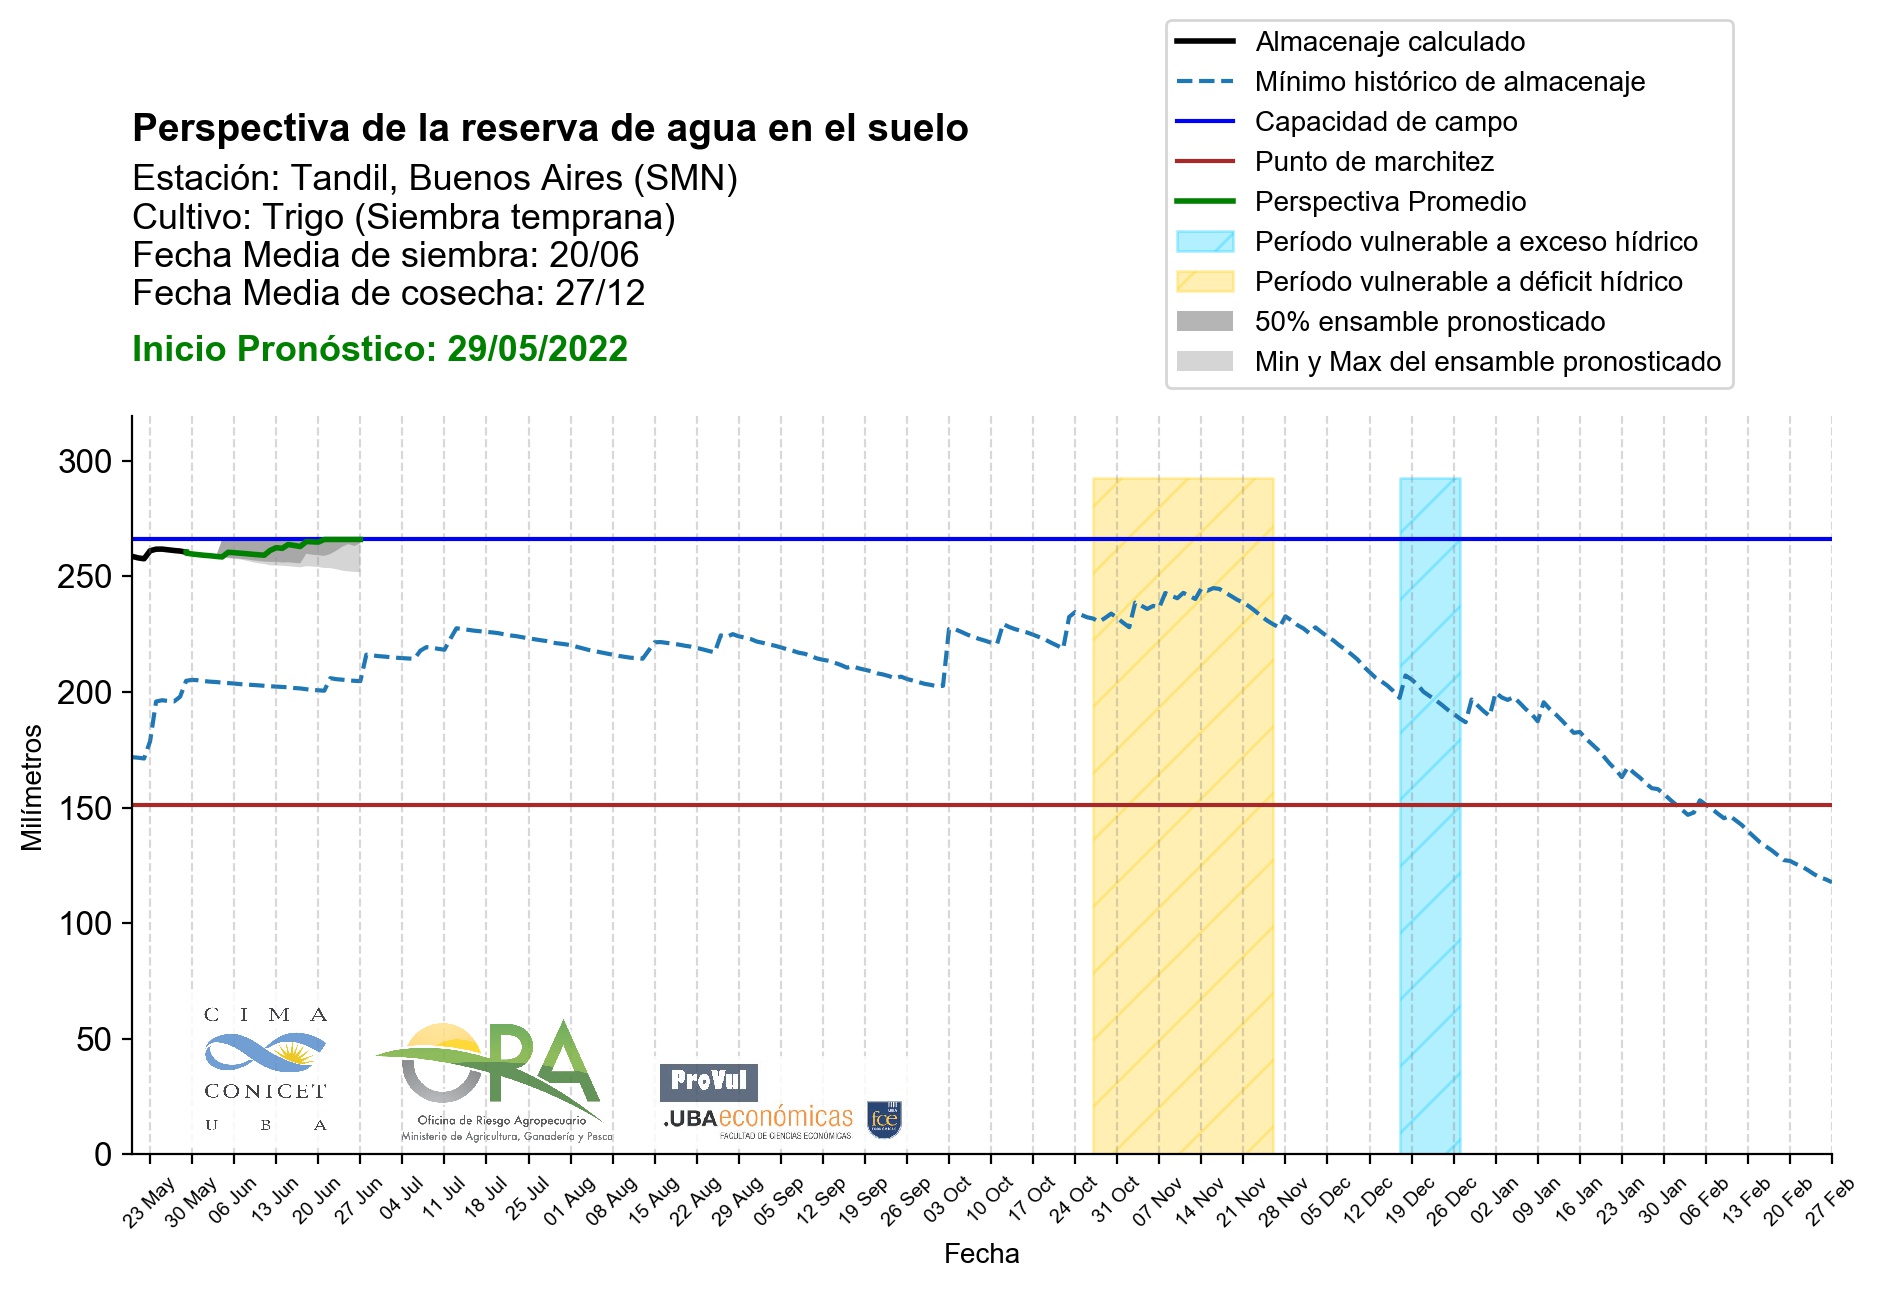 Almacenaje calculado
Mínimo histórico de almacenaje
Capacidad de campo
Punto de marchitez
Perspectiva Promedio
Período vulnerable a exceso hídrico
Período vulnerable a déficit hídrico
50% ensamble pronosticado
Min y Max del ensamble pronosticado
Perspectiva de la reserva de agua en el suelo
Estación: Tandil, Buenos Aires (SMN)
Cultivo: Trigo (Siembra temprana)
Fecha Media de siembra: 20/06
Fecha Media de cosecha: 27/12
Inicio Pronóstico: 29/05/2022
Milímetros
300
250
200
150
100
50
0
C I M A
CONICET
U B A
ORA
Oficina de Riesgo Agropecuario
Ministerio de Agricultura, Ganadería y Pesca
ProVul
.UBAeconómicas
FACULTAD DE CIENCIAS ECONÓMICAS
fce
23 May
30 May
06 Jun
13 Jun
20 Jun
27 Jun
04 Jul
11 Jul
18 Jul
25 Jul
01 Aug
08 Aug
15 Aug
22 Aug
29 Aug
05 Sep
12 Sep
19 Sep
26 Sep
03 Oct
10 Oct
17 Oct
24 Oct
31 Oct
07 Nov
14 Nov
21 Nov
28 Nov
05 Dec
12 Dec
19 Dec
26 Dec
02 Jan
09 Jan
16 Jan
23 Jan
30 Jan
06 Feb
13 Feb
20 Feb
27 Feb
Fecha